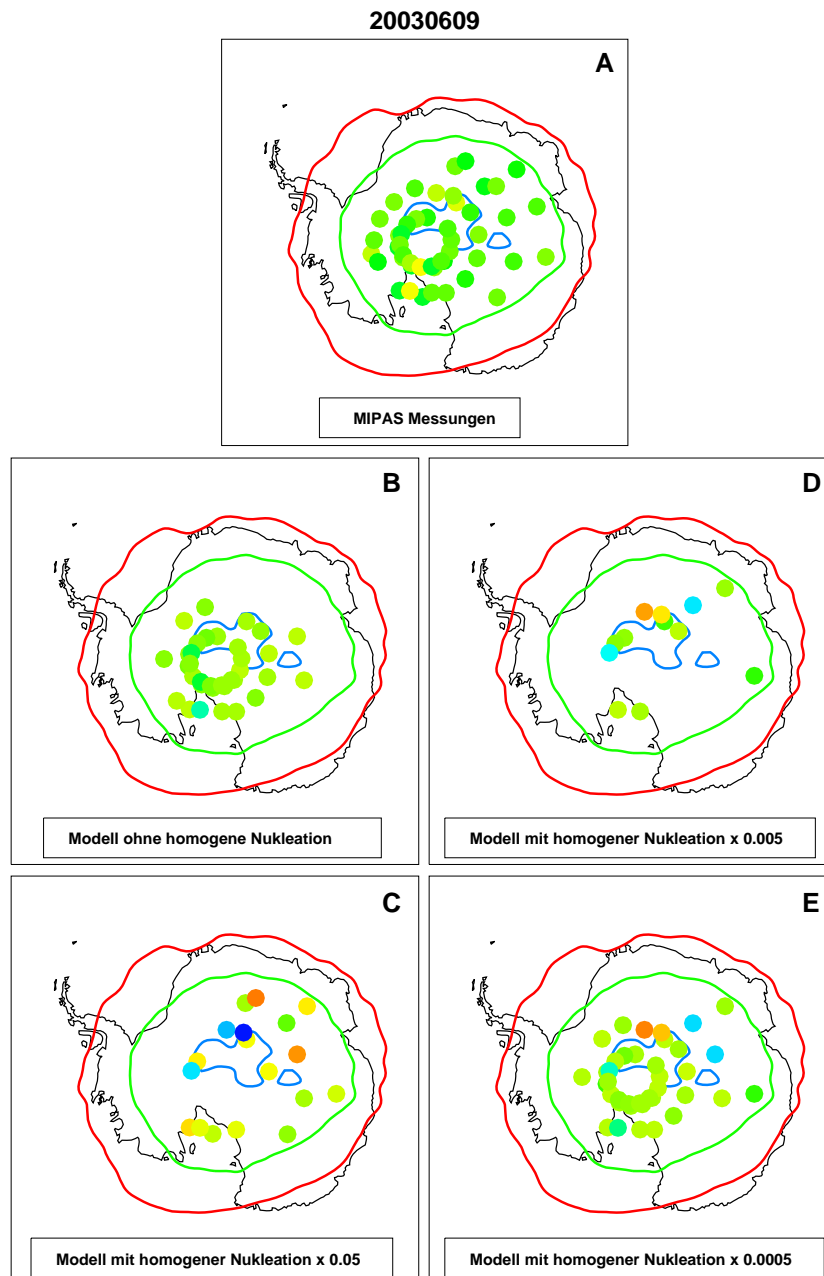 20030609
A
MIPAS Messungen
B
Modell ohne homogene Nukleation
D
Modell mit homogener Nukleation x 0.005
C
Modell mit homogener Nukleation x 0.05
E
Modell mit homogener Nukleation x 0.0005